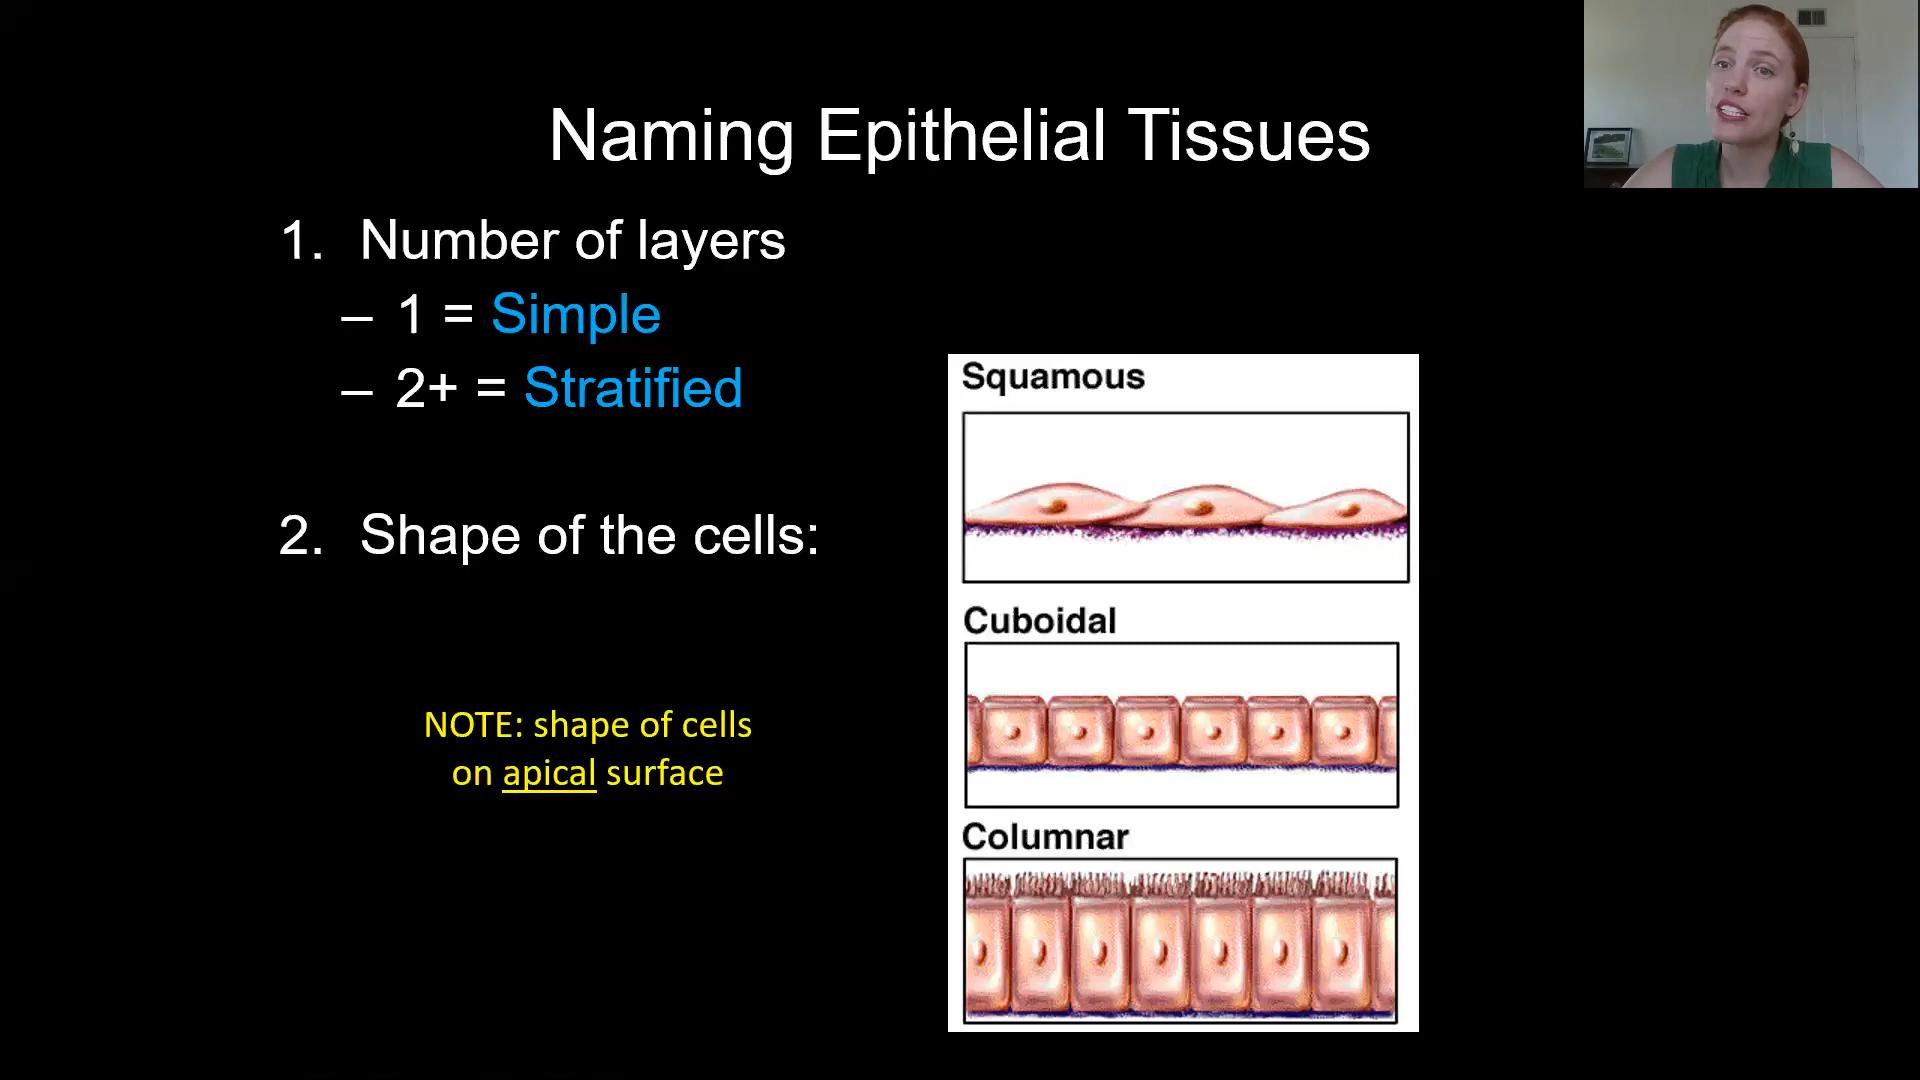 Naming Epithelial Tissues
1. Number of layers
– 1 = Simple
– 2+ = Stratified
2. Shape of the cells:
NOTE: shape of cells
on apical surface
Squamous
Cuboidal
Columnar